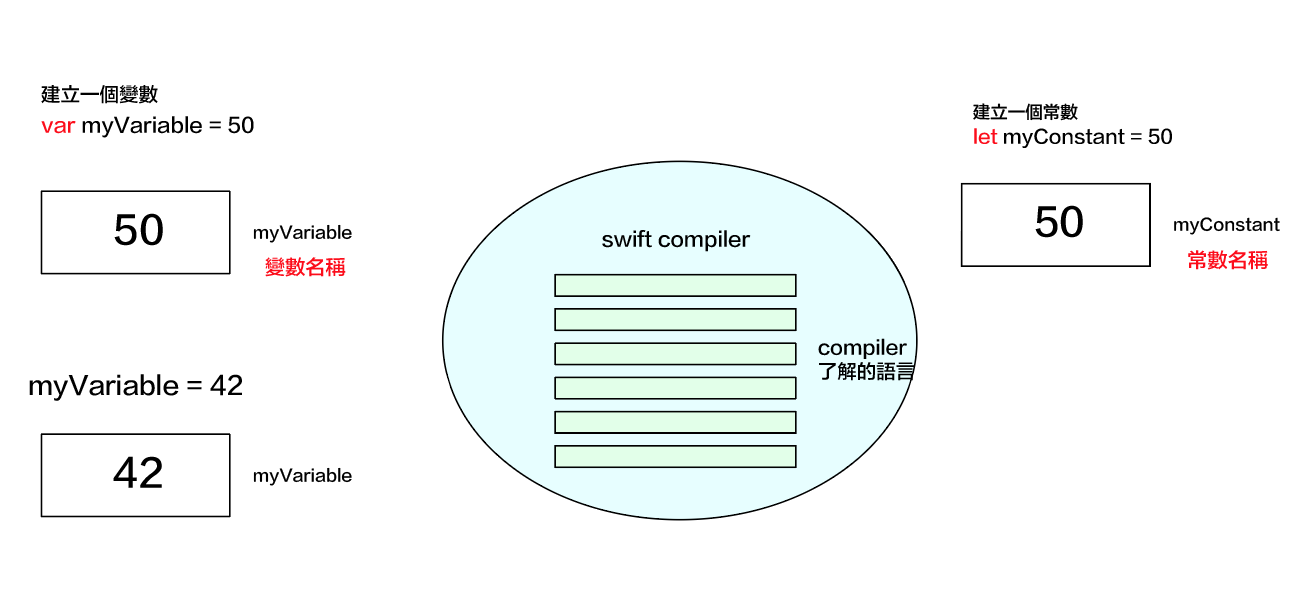 建立一個變數
var myVariable = 50
50
myVariable
變數名稱
myVariable = 42
42
myVariable
swift compiler
compiler
了解的語言
建立一個常數
let myConstant = 50
50
myConstant
常數名稱